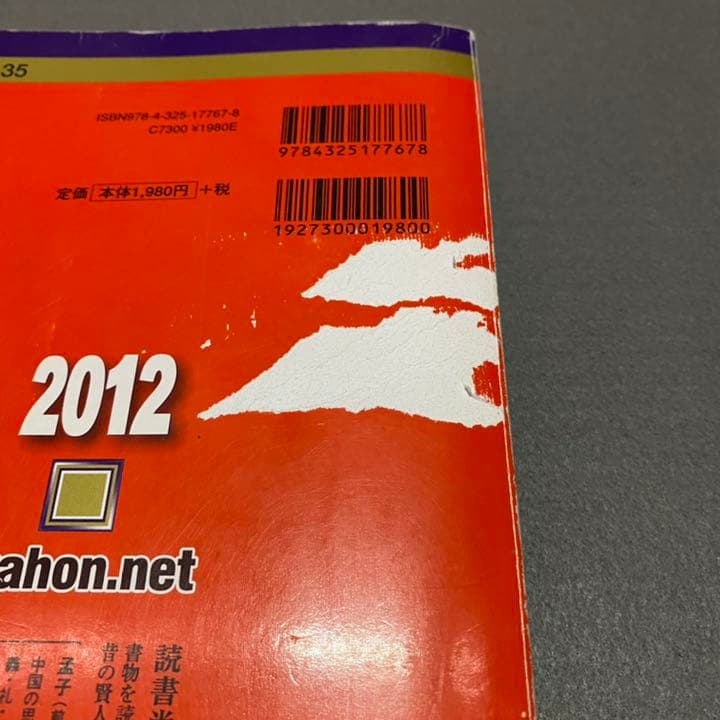 35
ISBN978-4-325-17767-8
C7300 ¥1980E
9784325177678
定価 本体1,980円 +税
1927300019800
2012
ahon.net
読書
書物を読
昔の賢人
孟子(
中国の思